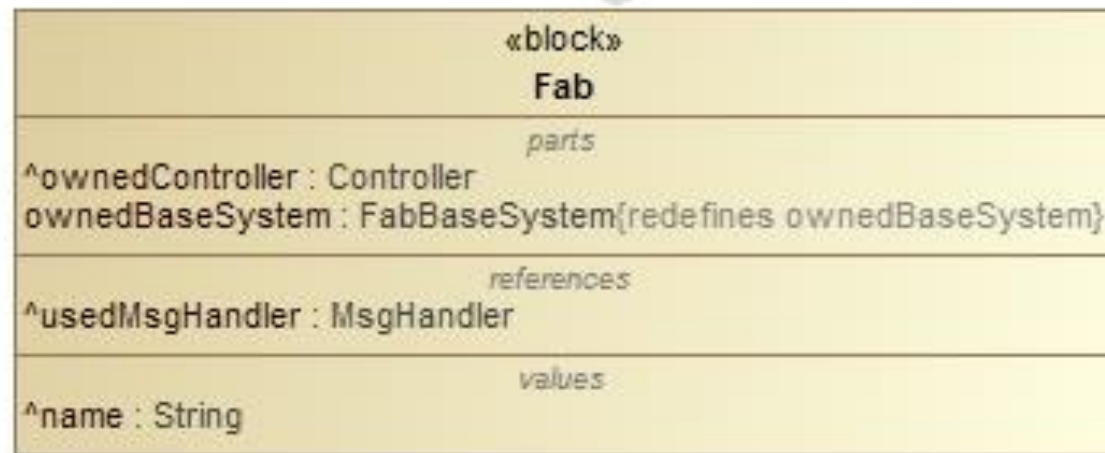 «block»
Fab
parts
^ownedController : Controller
ownedBaseSystem : FabBaseSystem{redefines ownedBaseSystem}
references
^usedMsgHandler : MsgHandler
values
^name : String